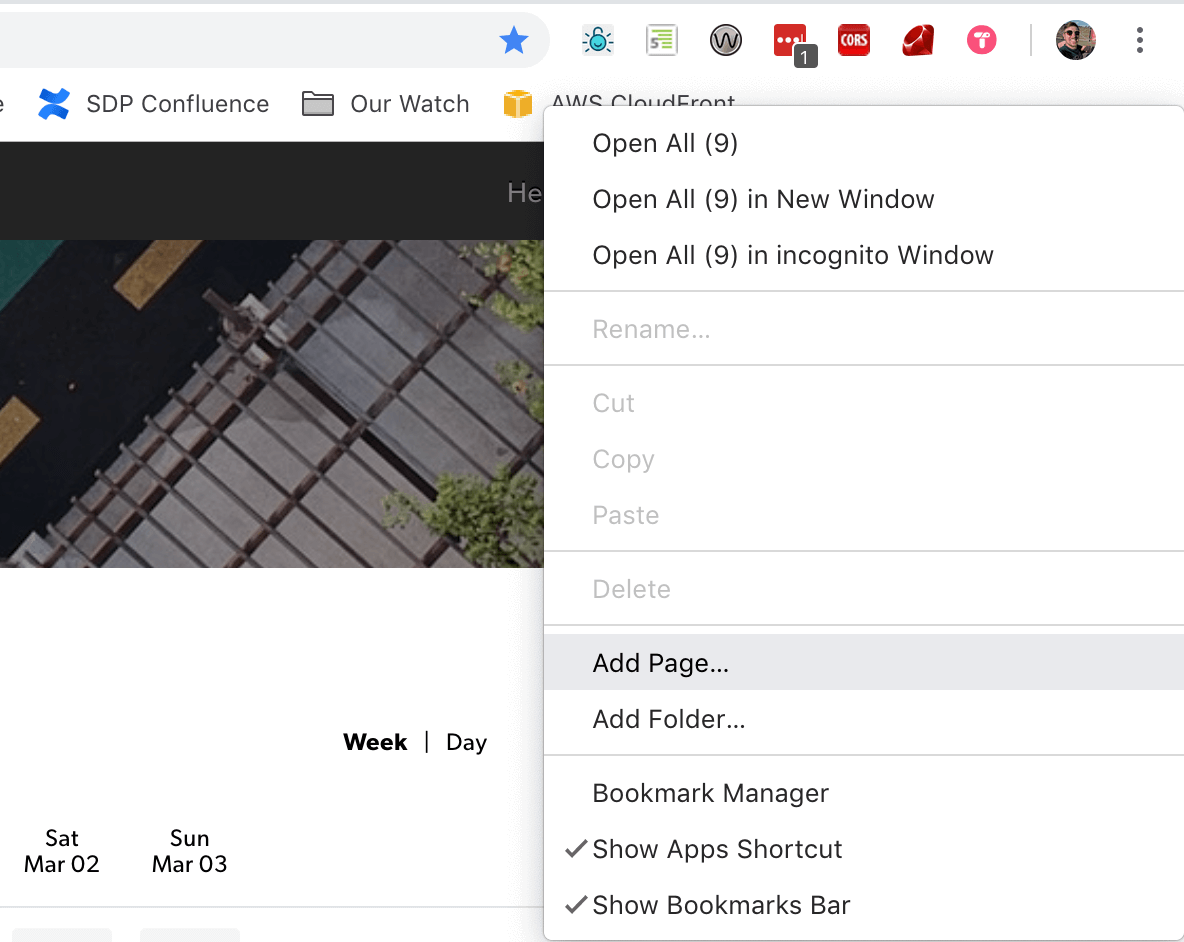 CORS
1
e SDP Confluence Our Watch AWS CloudFront
He
Open All (9)
Open All (9) in New Window
Open All (9) in incognito Window
Rename...
Cut
Copy
Paste
Delete
Add Page...
Add Folder...
Bookmark Manager
Show Apps Shortcut
Show Bookmarks Bar
Week | Day
Sat
Mar 02
Sun
Mar 03